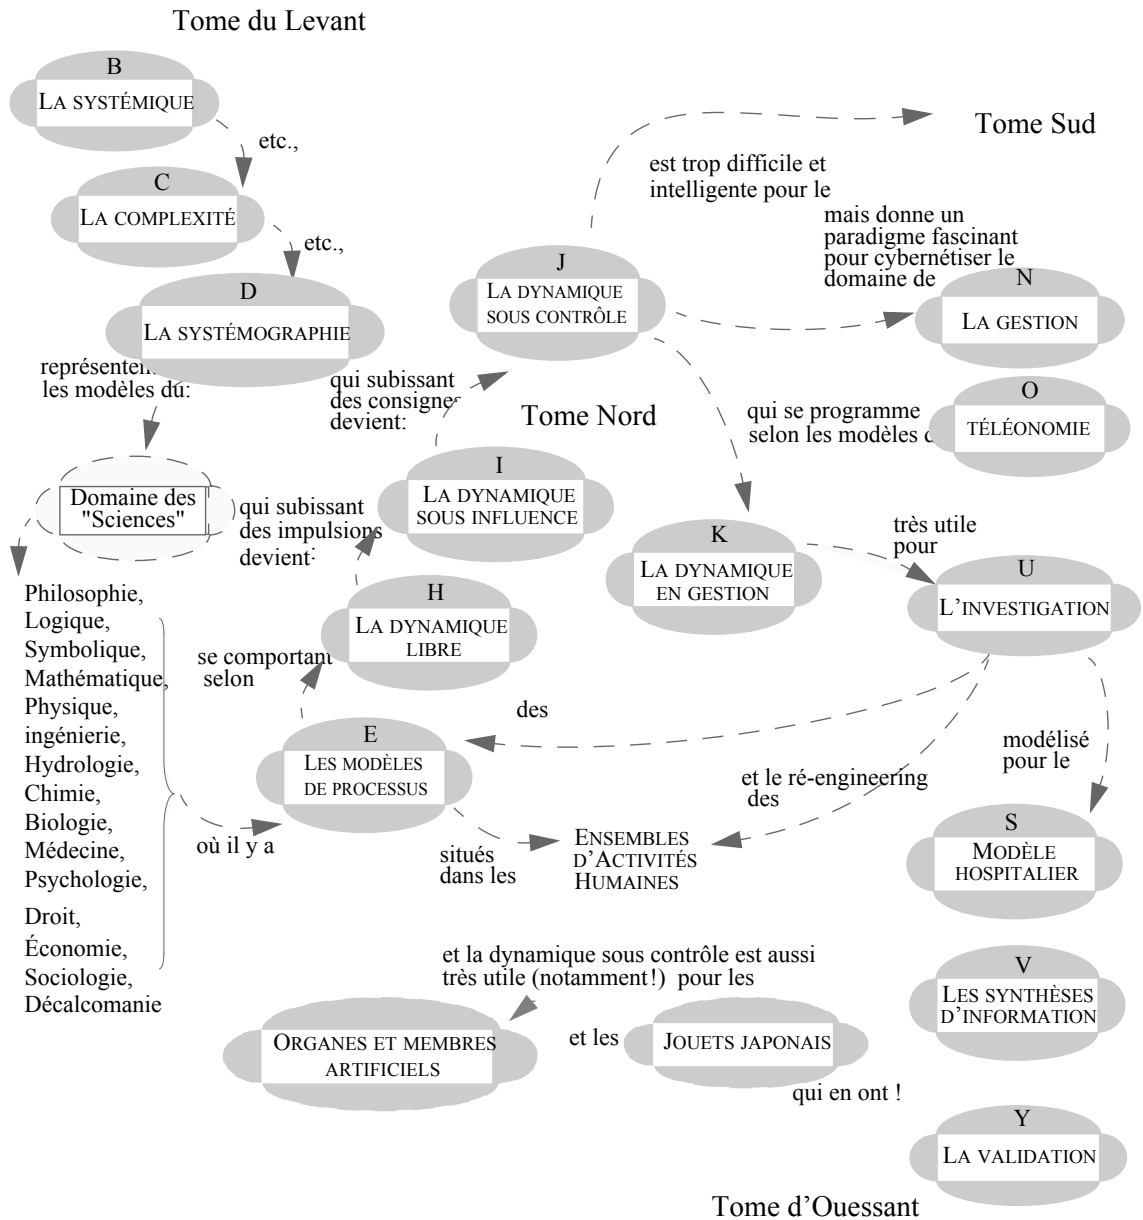 Tome du Levant
B
LA SYSTÉMIQUE
etc.,
C
LA COMPLEXITÉ
etc.,
D
LA SYSTÉMOGRAPHIE
représenten
les modèles du:
Domaine des
"Sciences"
Philosophie,
Logique,
Symbolique,
Mathématique,
Physique,
ingénierie,
Hydrologie,
Chimie,
Biologie,
Médecine,
Psychologie,
Droit,
Économie,
Sociologie,
Décalcomanie
où il y a
E
LES MODÈLES
DE PROCESSUS
se comportant
selon
H
LA DYNAMIQUE
LIBRE
qui subissant
des impulsions
devient:
I
LA DYNAMIQUE
SOUS INFLUENCE
qui subissant
des consignes
devient:
Tome Nord
J
LA DYNAMIQUE
SOUS CONTRÔLE
est trop difficile et
intelligente pour le
Tome Sud
mais donne un
paradigme fascinant
pour cybernétiser le
domaine de
N
LA GESTION
O
TÉLÉONOMIE
qui se programme
selon les modèles d
K
LA DYNAMIQUE
EN GESTION
très utile
pour
U
L'INVESTIGATION
des
et le ré-engineering
des
modélisé
pour le
situés
dans les
ENSEMBLES
D'ACTIVITÉS
HUMAINES
S
MODÈLE
HOSPITALIER
V
LES SYNTHÈSES
D'INFORMATION
et la dynamique sous contrôle est aussi
très utile (notamment!) pour les
ORGANES ET MEMBRES
ARTIFICIELS
et les
JOUETS JAPONAIS
qui en ont !
Y
LA VALIDATION
Tome d'Ouessant